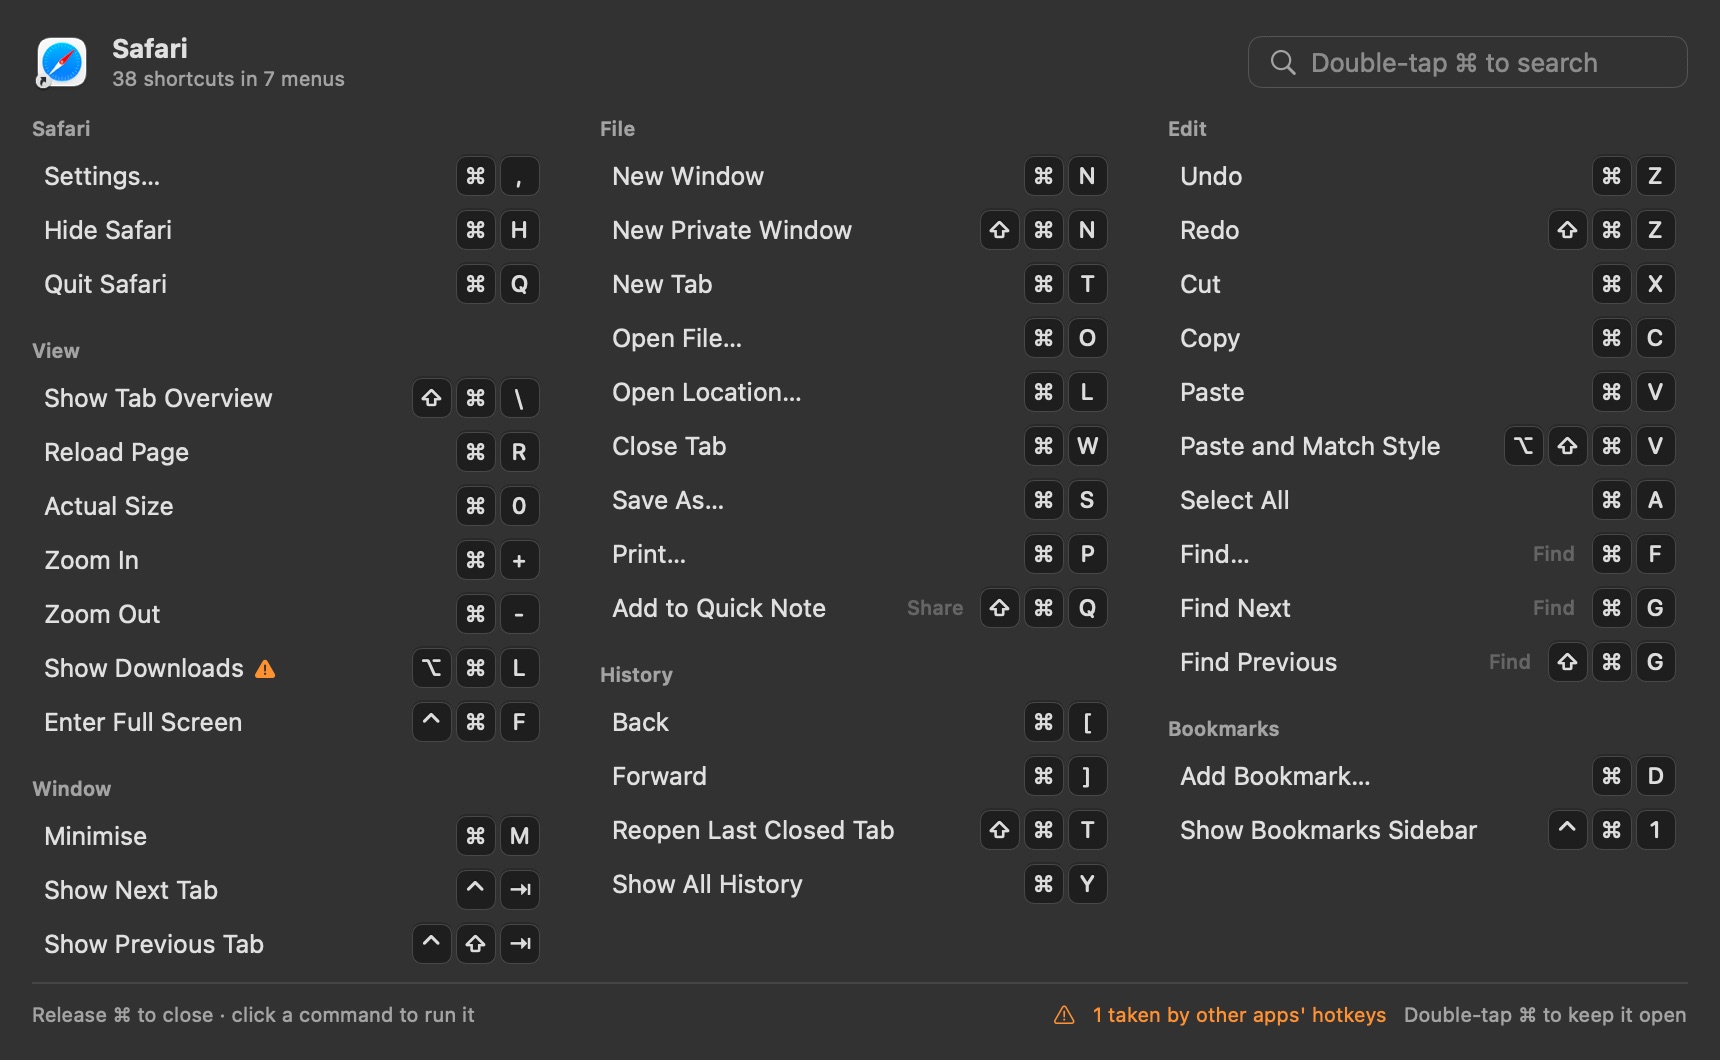 Safari
38 shortcuts in 7 menus
Double-tap ⌘ to search
Safari
Settings... ⌘ ,
Hide Safari ⌘ H
Quit Safari ⌘ Q
View
Show Tab Overview ⇧ ⌘ \
Reload Page ⌘ R
Actual Size ⌘ 0
Zoom In ⌘ +
Zoom Out ⌘ -
Show Downloads ⌥ ⌘ L
Enter Full Screen ^ ⌘ F
Window
Minimise ⌘ M
Show Next Tab ^ ⇥
Show Previous Tab ^ ⇧ ⇥
File
New Window ⌘ N
New Private Window ⇧ ⌘ N
New Tab ⌘ T
Open File... ⌘ O
Open Location... ⌘ L
Close Tab ⌘ W
Save As... ⌘ S
Print... ⌘ P
Add to Quick Note Share ⇧ ⌘ Q
History
Back ⌘ [
Forward ⌘ ]
Reopen Last Closed Tab ⇧ ⌘ T
Show All History ⌘ Y
Edit
Undo ⌘ Z
Redo ⇧ ⌘ Z
Cut ⌘ X
Copy ⌘ C
Paste ⌘ V
Paste and Match Style ⌥ ⇧ ⌘ V
Select All ⌘ A
Find... Find ⌘ F
Find Next Find ⌘ G
Find Previous Find ⇧ ⌘ G
Bookmarks
Add Bookmark... ⌘ D
Show Bookmarks Sidebar ^ ⌘ 1
Release ⌘ to close · click a command to run it
1 taken by other apps' hotkeys
Double-tap ⌘ to keep it open